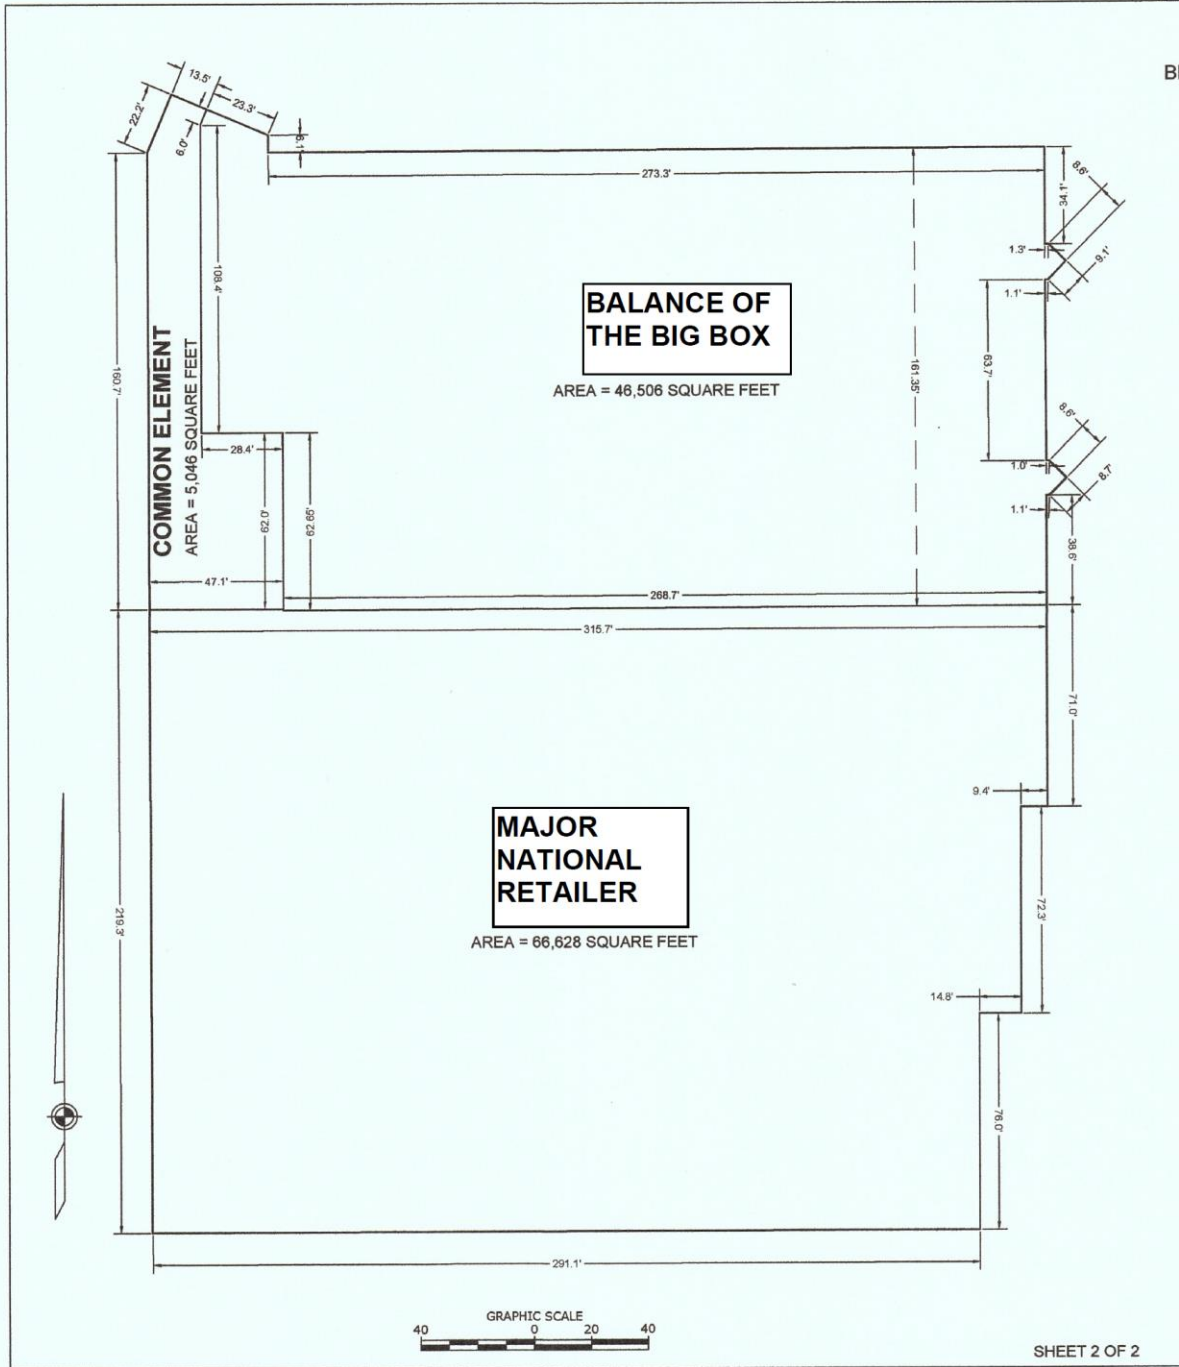 BI
13.5'
23.3'
22.2'
6.0'
6.1'
273.3'
34.1'
8.6'
1.3'
9.1'
1.1'
108.4'
BALANCE OF
THE BIG BOX
AREA = 46,506 SQUARE FEET
161.35'
63.7'
160.7'
COMMON ELEMENT
AREA = 5,046 SQUARE FEET
28.4'
8.6'
1.0'
8.7'
1.1'
62.0'
62.99'
38.6'
47.1'
268.7'
315.7'
71.0'
9.4'
MAJOR
NATIONAL
RETAILER
AREA = 66,628 SQUARE FEET
219.3'
72.3'
14.8'
76.0'
291.1'
GRAPHIC SCALE
40 0 20 40
SHEET 2 OF 2